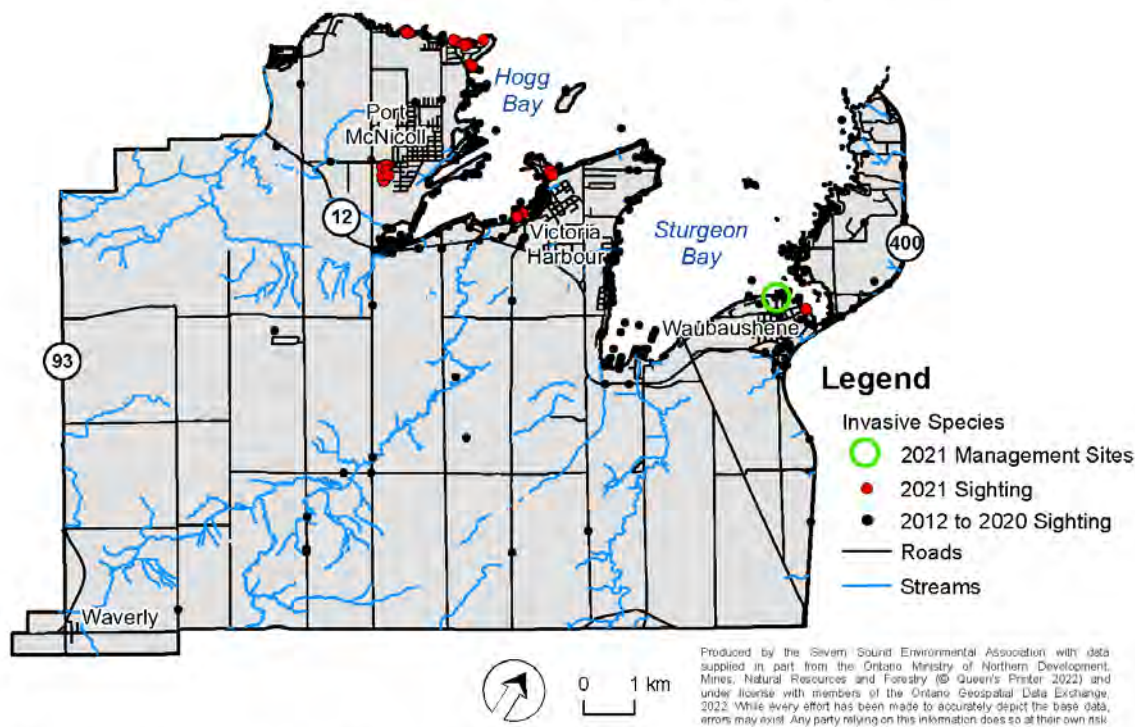 Hogg
Bay
Port
McNicoll
12
Victoria
Harbour
Sturgeon
Bay
400
Waubaushene
93
Waverly
Legend
Invasive Species
2021 Management Sites
2021 Sighting
2012 to 2020 Sighting
Roads
Streams
0 1 km
Produced by the Severn Sound Environmental Association with data
supplied in part from the Ontario Ministry of Northern Development,
Mines, Natural Resources and Forestry (© Queen's Printer 2022) and
under license with members of the Ontario Geospatial Data Exchange,
2022. While every effort has been made to accurately depict the base data,
errors may exist. Any party relying on this information does so at their own risk.